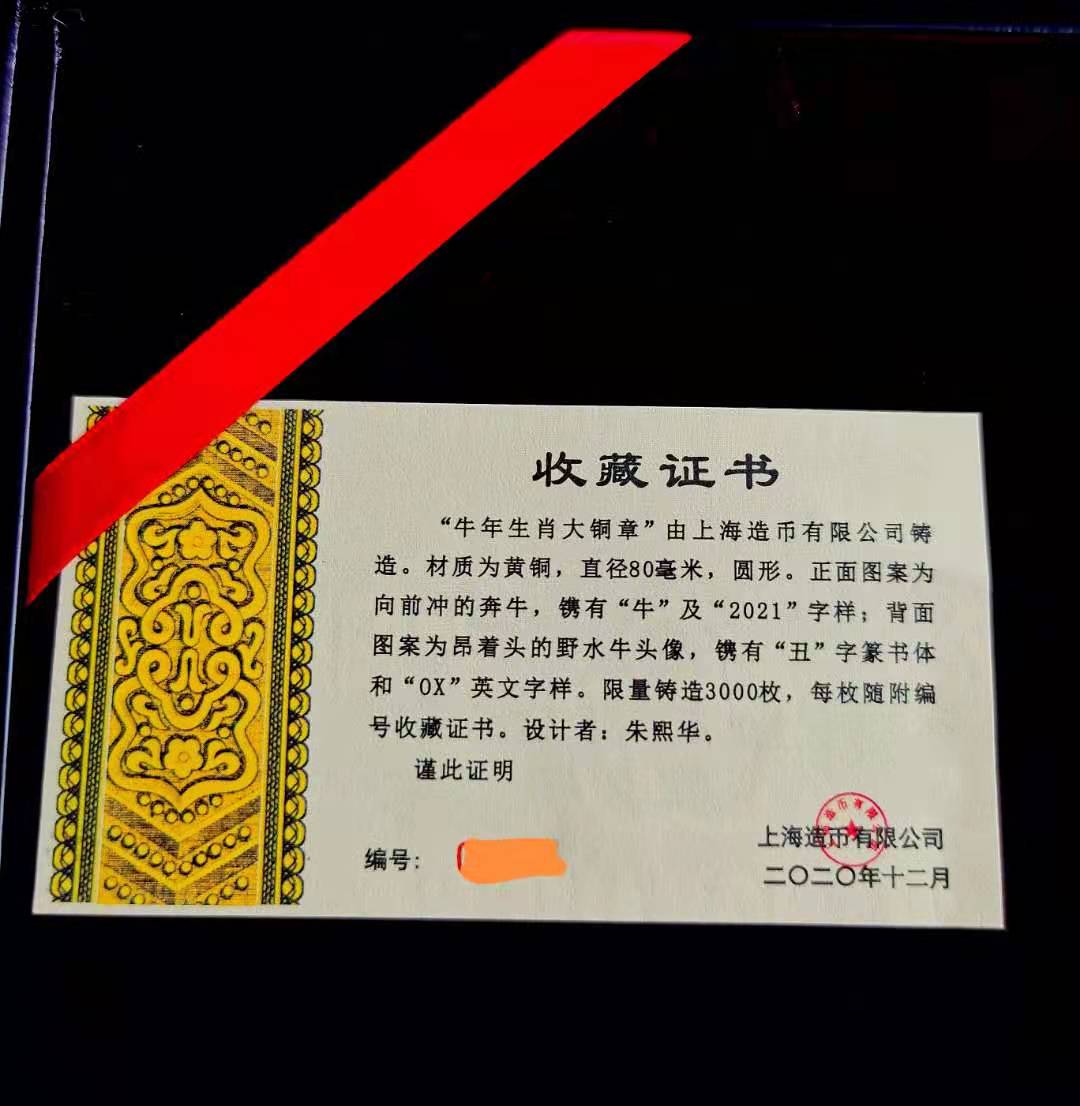 收藏证书
“牛年生肖大铜章”由上海造币有限公司铸
造。材质为黄铜，直径80毫米，圆形。正面图案为
向前冲的奔牛，镌有“牛”及“2021”字样；背面
图案为昂着头的野水牛头像，镌有“丑”字篆书体
和“OX”英文字样。限量铸造3000枚，每枚随附编
号收藏证书。设计者：朱熙华。
谨此证明
编号：
上海造币有限公司
二〇二〇年十二月
造币有限